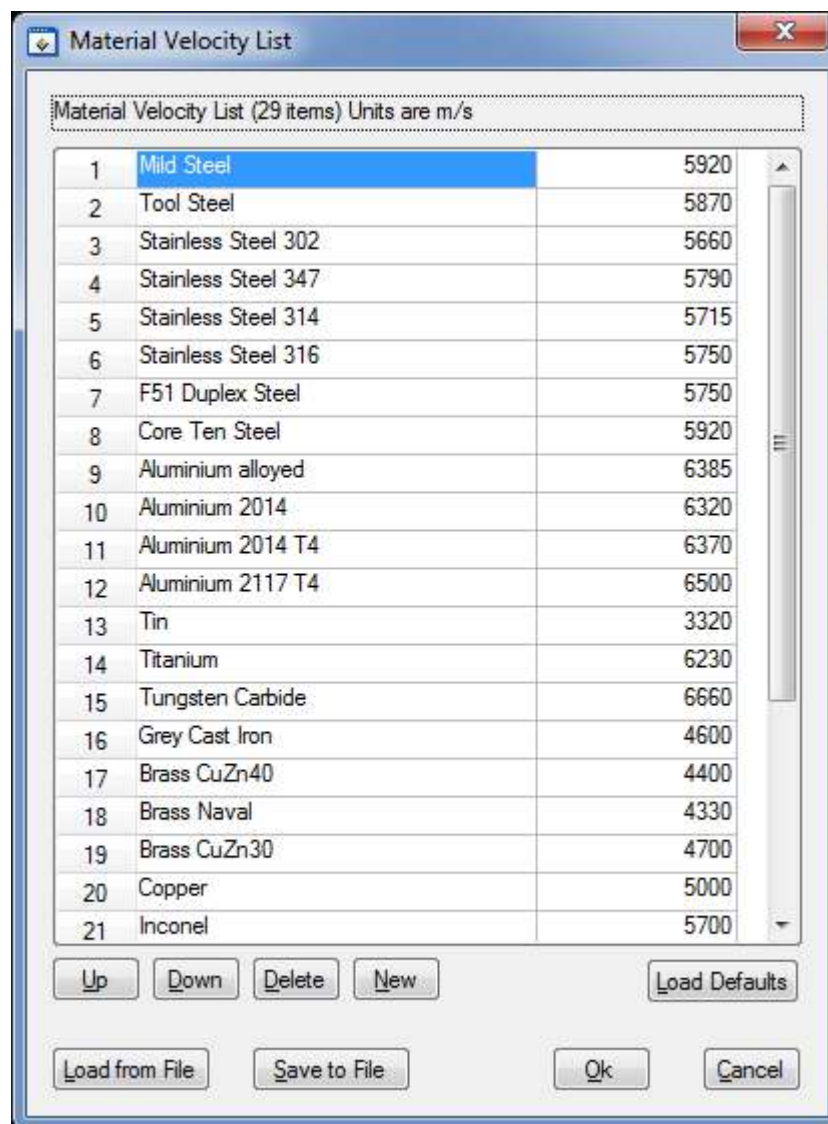 Material Velocity List
Material Velocity List (29 items) Units are m/s
1 Mild Steel 5920
2 Tool Steel 5870
3 Stainless Steel 302 5660
4 Stainless Steel 347 5790
5 Stainless Steel 314 5715
6 Stainless Steel 316 5750
7 F51 Duplex Steel 5750
8 Core Ten Steel 5920
9 Aluminium alloyed 6385
10 Aluminium 2014 6320
11 Aluminium 2014 T4 6370
12 Aluminium 2117 T4 6500
13 Tin 3320
14 Titanium 6230
15 Tungsten Carbide 6660
16 Grey Cast Iron 4600
17 Brass CuZn40 4400
18 Brass Naval 4330
19 Brass CuZn30 4700
20 Copper 5000
21 Inconel 5700
Up Down Delete New Load Defaults
Load from File Save to File Ok Cancel